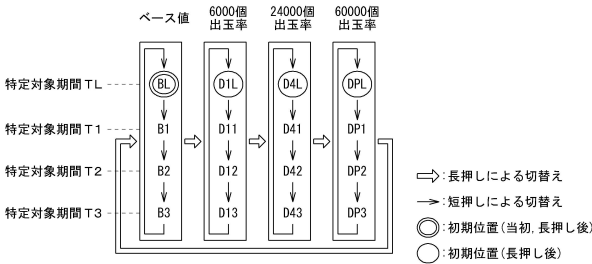 ベース値
6000個
出玉率
24000個
出玉率
60000個
出玉率
特定対象期間TL
BL
D1L
D4L
DPL
特定対象期間T1
B1
D11
D41
DP1
特定対象期間T2
B2
D12
D42
DP2
特定対象期間T3
B3
D13
D43
DP3
:長押しによる切替え
:短押しによる切替え
:初期位置(当初,長押し後)
:初期位置(長押し後)